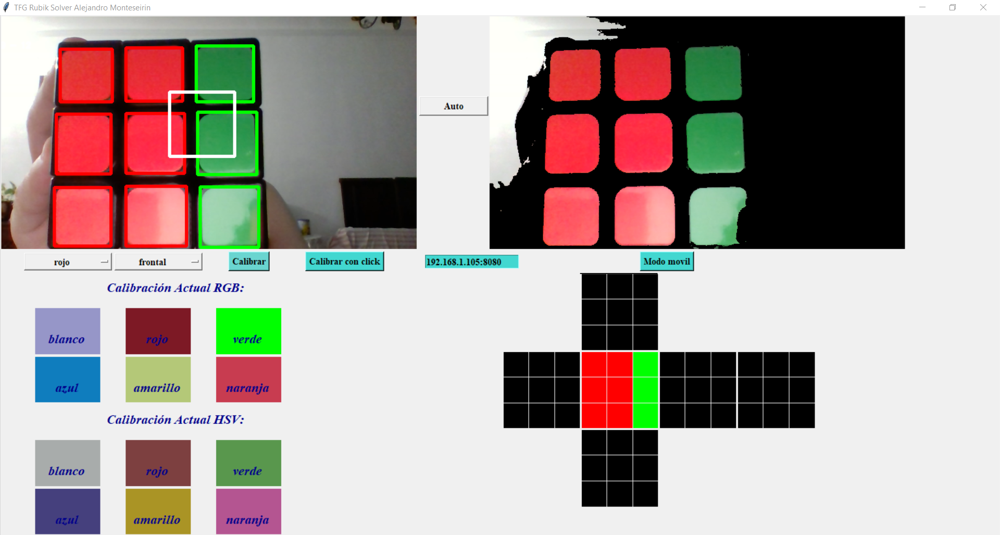 TFG Rubik Solver Alejandro Monteseirin
Auto
rojo
frontal
Calibrar
Calibrar con click
192.168.1.105:8080
Modo movil
Calibración Actual RGB:
blanco
rojo
verde
azul
amarillo
naranja
Calibración Actual HSV:
blanco
rojo
verde
azul
amarillo
naranja